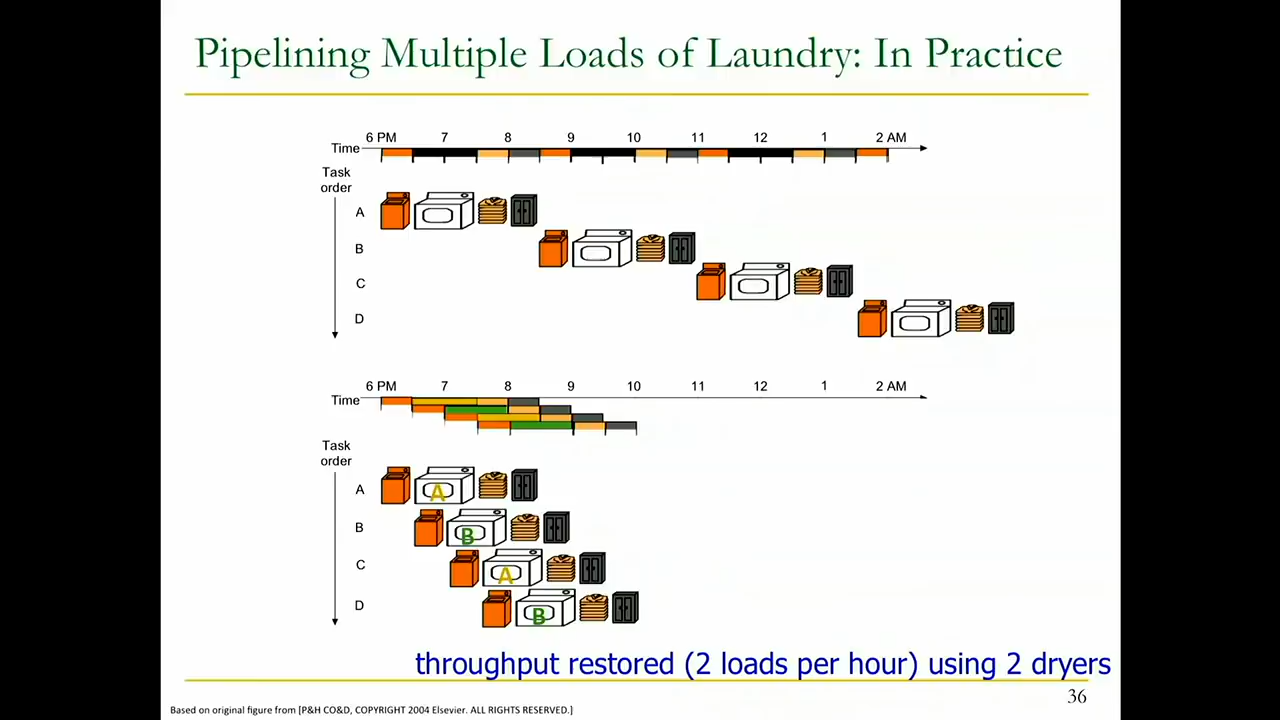 Pipelining Multiple Loads of Laundry: In Practice
6 PM 7 8 9 10 11 12 1 2 AM
Time
Task
order
A
B
C
D
6 PM 7 8 9 10 11 12 1 2 AM
Time
Task
order
A A
B B
C A
D B
throughput restored (2 loads per hour) using 2 dryers
36
Based on original figure from [P&H CO&D, COPYRIGHT 2004 Elsevier. ALL RIGHTS RESERVED.]